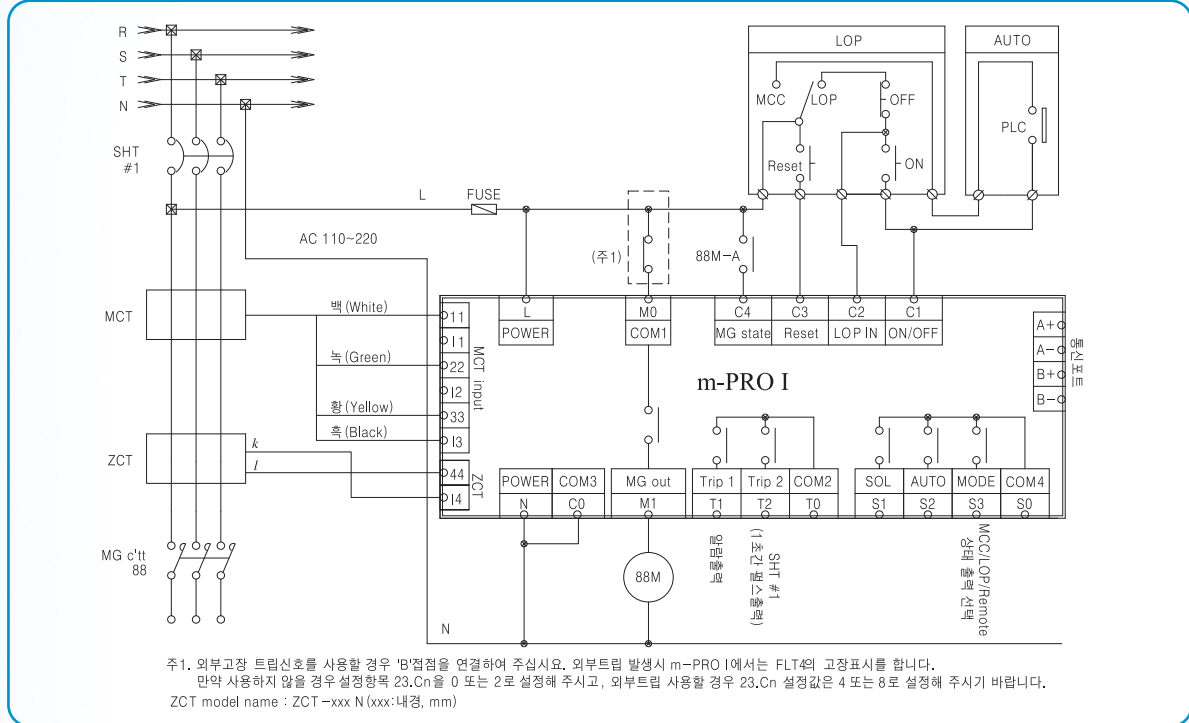 R
S
T
N
SHT
#1
L
FUSE
AC 110~220
(주1)
88M-A
LOP
MCC
LOP
OFF
Reset
ON
AUTO
PLC
MCT
백(White)
녹(Green)
황(Yellow)
흑(Black)
ZCT
k
l
MG c'tt
88
11
I1
22
I2
33
I3
MCT input
44
I4
ZCT
L
POWER
M0
COM1
C4
MG state
C3
Reset
C2
LOP IN
C1
ON/OFF
m-PRO I
A+
A-
B+
B-
통신포트
POWER
N
COM3
C0
MG out
M1
Trip 1
T1
Trip 2
T2
COM2
T0
SOL
S1
AUTO
S2
MODE
S3
COM4
S0
88M
알람출력
SHT #1
(1초간 펄스출력)
MCC/LOP/Remote
상태 출력 선택
N
주1. 외부고장 트립신호를 사용할 경우 'B'접점을 연결하여 주십시요. 외부트립 발생시 m-PRO I에서는 FLT4의 고장표시를 합니다.
만약 사용하지 않을 경우 설정항목 23.Cn을 0 또는 2로 설정해 주시고, 외부트립 사용할 경우 23.Cn 설정값은 4 또는 8로 설정해 주시기 바랍니다.
ZCT model name : ZCT-xxx N (xxx:내경, mm)